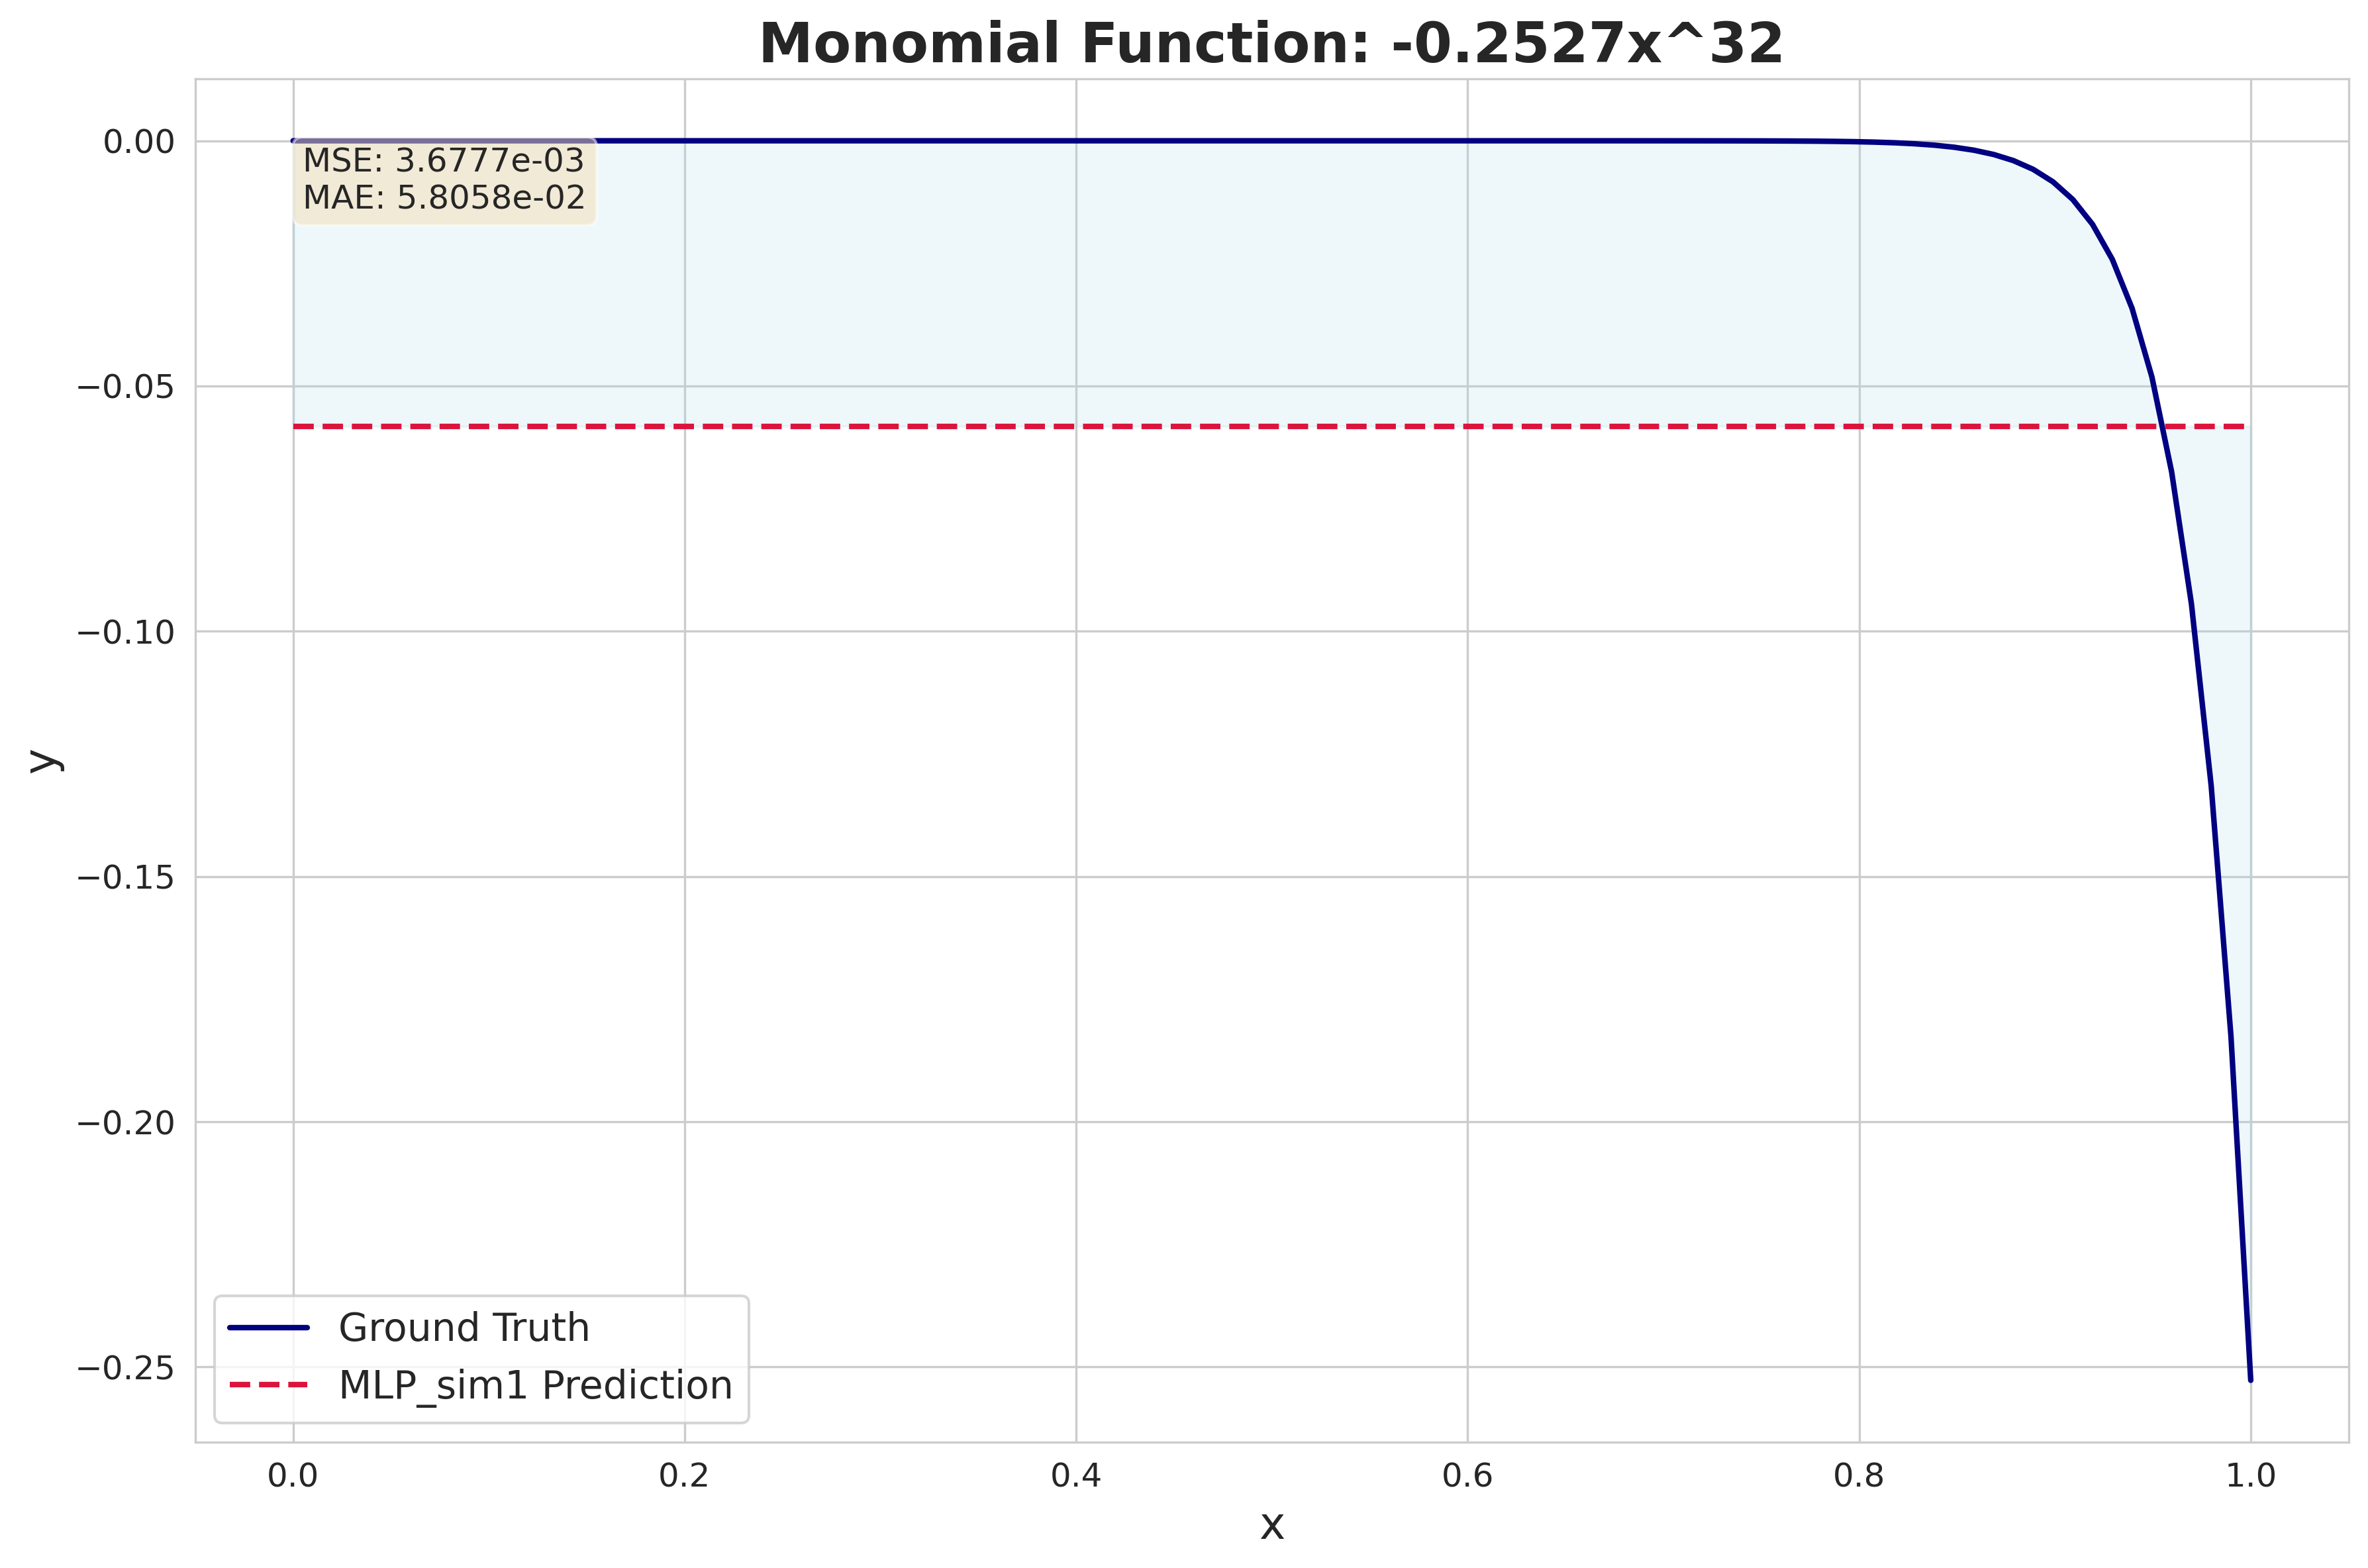 Monomial Function: -0.2527x^32
0.00
MSE: 3.6777e-03
MAE: 5.8058e-02
−0.05
−0.10
y
−0.15
−0.20
−0.25
Ground Truth
MLP_sim1 Prediction
0.0 0.2 0.4 0.6 0.8 1.0
x